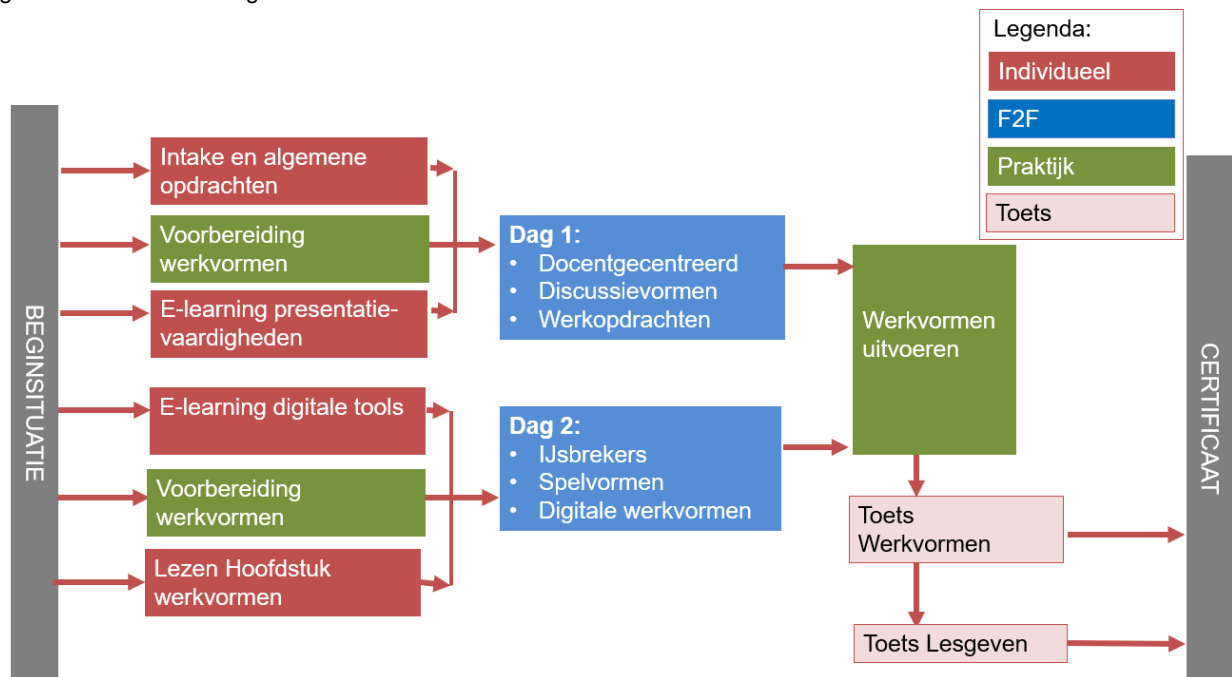 Legenda:
Individueel
F2F
Praktijk
Toets
BEGINSITUATIE
Intake en algemene
opdrachten
Voorbereiding
werkvormen
E-learning presentatie-
vaardigheden
E-learning digitale tools
Voorbereiding
werkvormen
Lezen Hoofdstuk
werkvormen
Dag 1:
• Docentgecentreerd
• Discussievormen
• Werkopdrachten
Dag 2:
• IJsbrekers
• Spelvormen
• Digitale werkvormen
Werkvormen
uitvoeren
Toets
Werkvormen
Toets Lesgeven
CERTIFICAAT